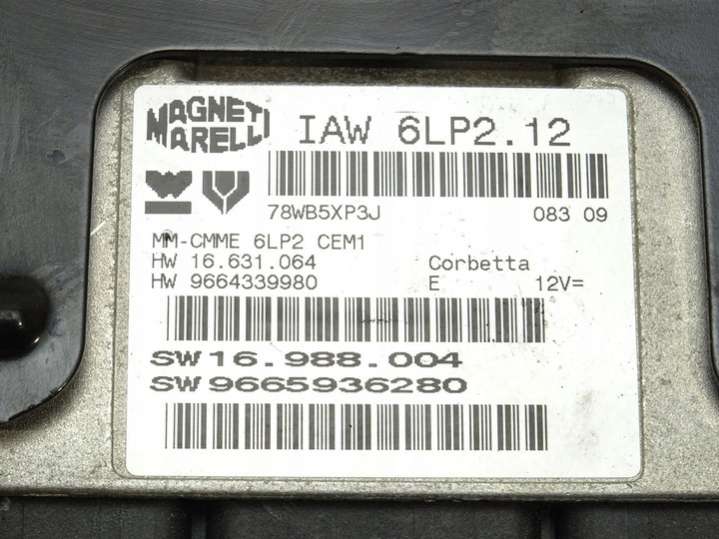 MAGNETI MARELLI
IAW 6LP2.12
78WB5XP3J 083 09
MM-CMME 6LP2 CEM1
HW 16.631.064 Corbetta
HW 9664339980 E 12V=
SW 16.988.004
SW 9665936280